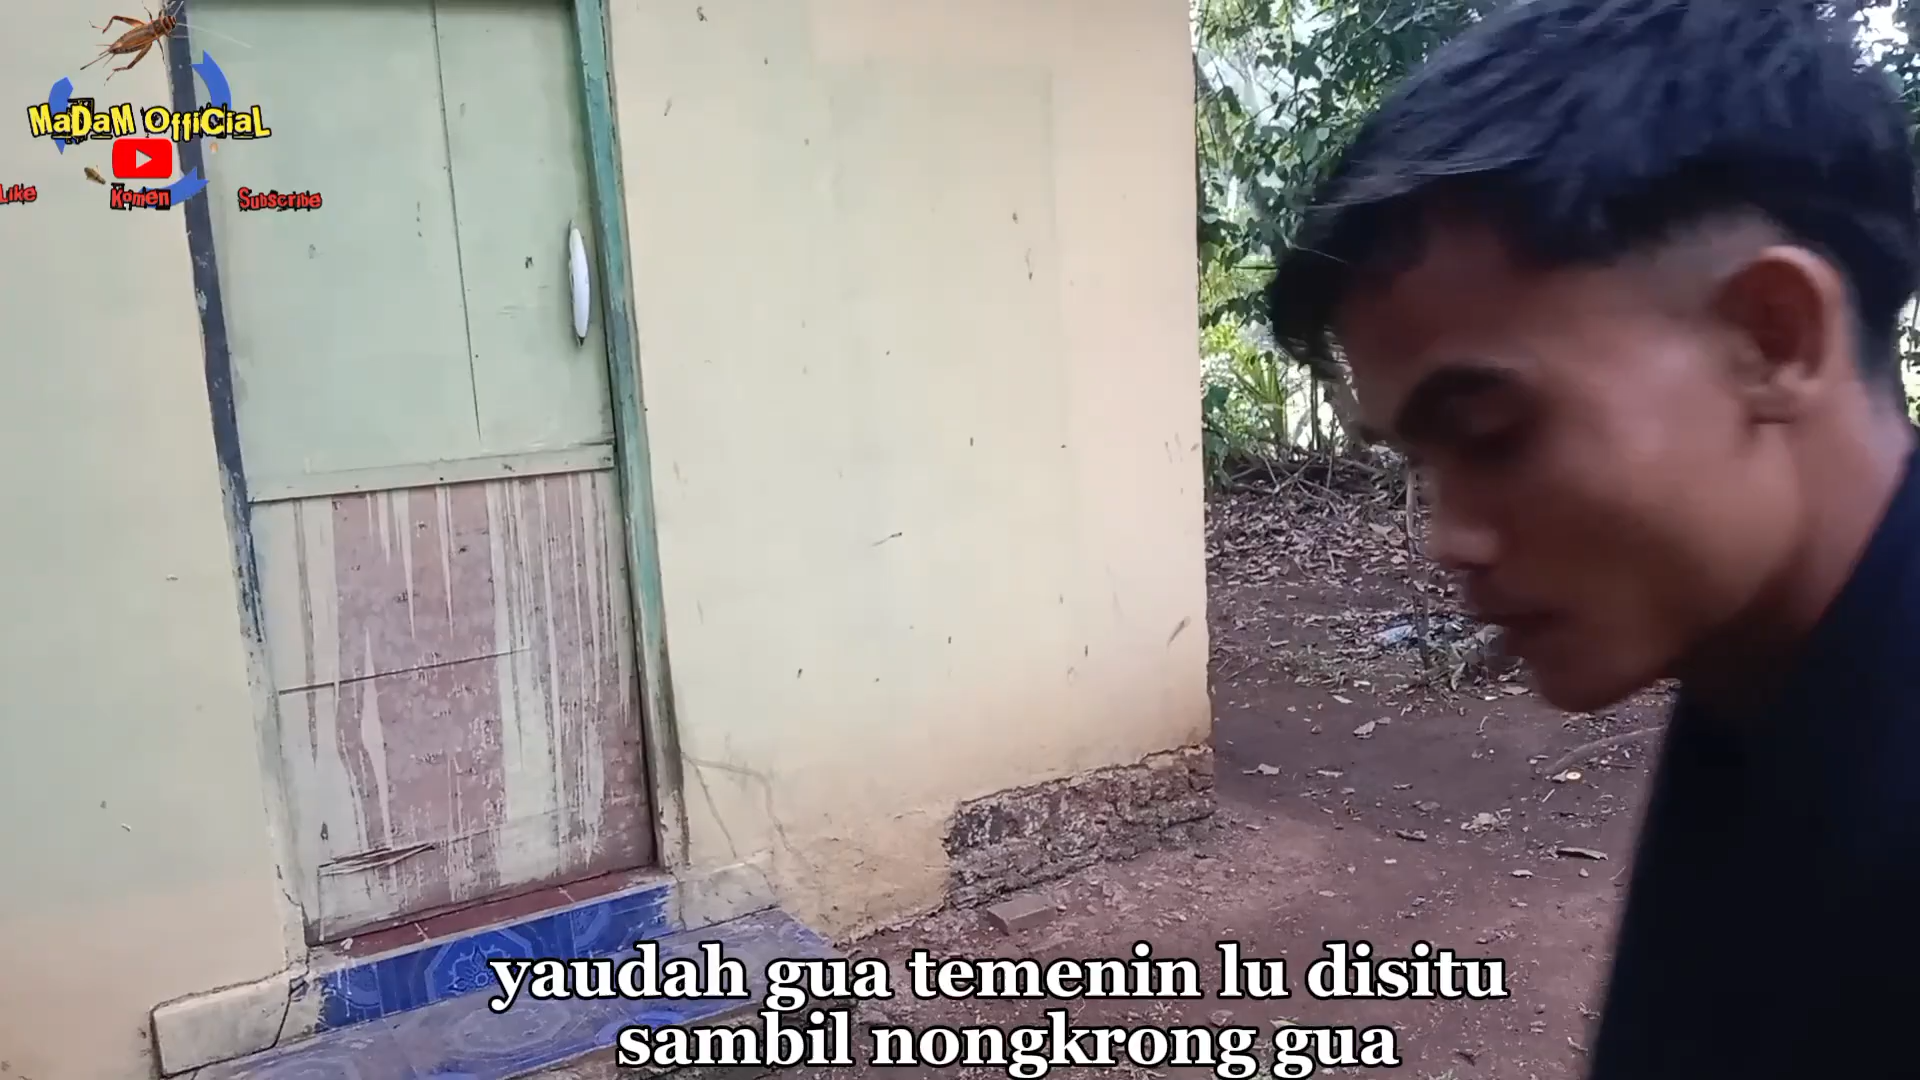 MaDaM OfficiaL
Like Komen Subscribe
yaudah gua temenin lu disitu
sambil nongkrong gua